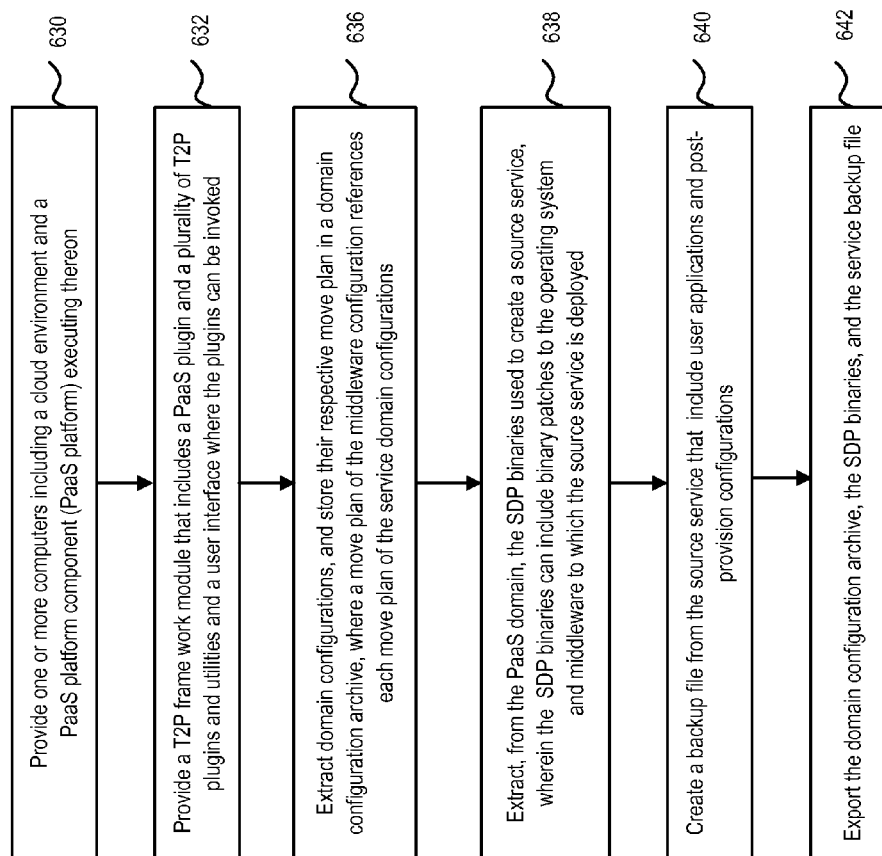 Provide one or more computers including a cloud environment and a
PaaS platform component (PaaS platform) executing thereon
630
Provide a T2P frame work module that includes a PaaS plugin and a plurality of T2P
plugins and utilities and a user interface where the plugins can be invoked
632
Extract domain configurations, and store their respective move plan in a domain
configuration archive, where a move plan of the middleware configuration references
each move plan of the service domain configurations
636
Extract, from the PaaS domain, the SDP binaries used to create a source service,
wherein the SDP binaries can include binary patches to the operating system
and middleware to which the source service is deployed
638
Create a backup file from the source service that include user applications and post-
provision configurations
640
Export the domain configuration archive, the SDP binaries, and the service backup file
642